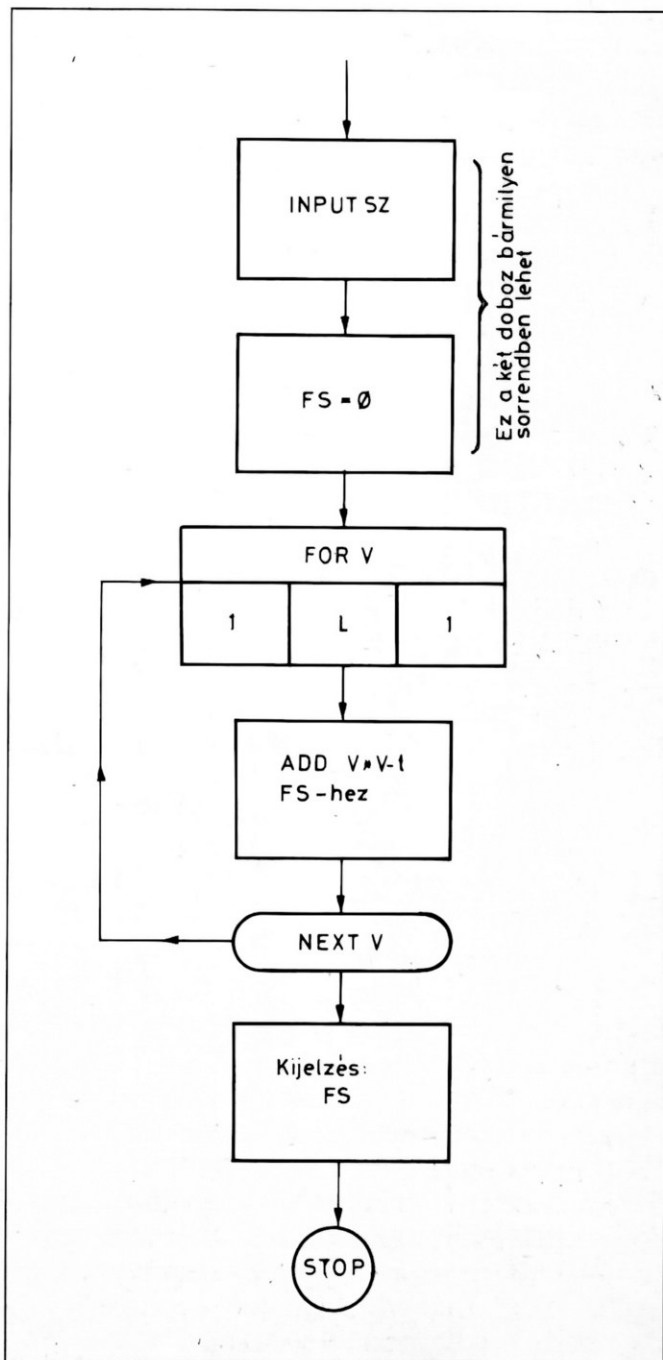 INPUT SZ
Ez a két doboz bármilyen
sorrendben lehet
FS = Ø
FOR V
1 L 1
ADD V*V-t
FS-hez
NEXT V
Kijelzés:
FS
STOP